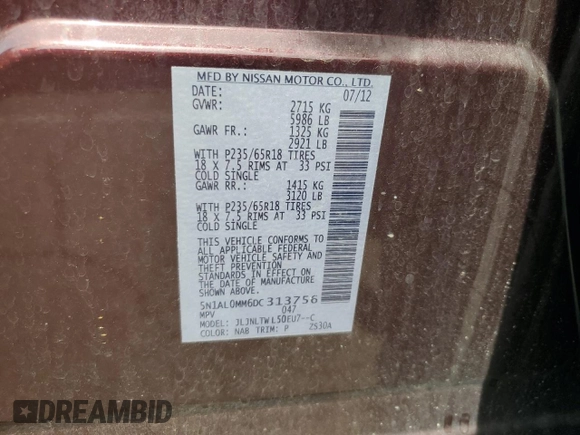 MFD BY NISSAN MOTOR CO., LTD.
DATE: 07/12
GVWR: 2715 KG
5986 LB
GAWR FR.: 1325 KG
2921 LB
WITH P235/65R18 TIRES
18 X 7.5 RIMS AT 33 PSI
COLD SINGLE
GAWR RR.: 1415 KG
3120 LB
WITH P235/65R18 TIRES
18 X 7.5 RIMS AT 33 PSI
COLD SINGLE
THIS VEHICLE CONFORMS TO
ALL APPLICABLE FEDERAL
MOTOR VEHICLE SAFETY AND
THEFT PREVENTION
STANDARDS IN EFFECT ON
THE DATE OF MANUFACTURE
SHOWN ABOVE.
5N1AL0MM6DC313756
MPV 047
MODEL: JLJNLTWL50EU7--C
COLOR: NAB TRIM: P ZS30A
DREAMBID